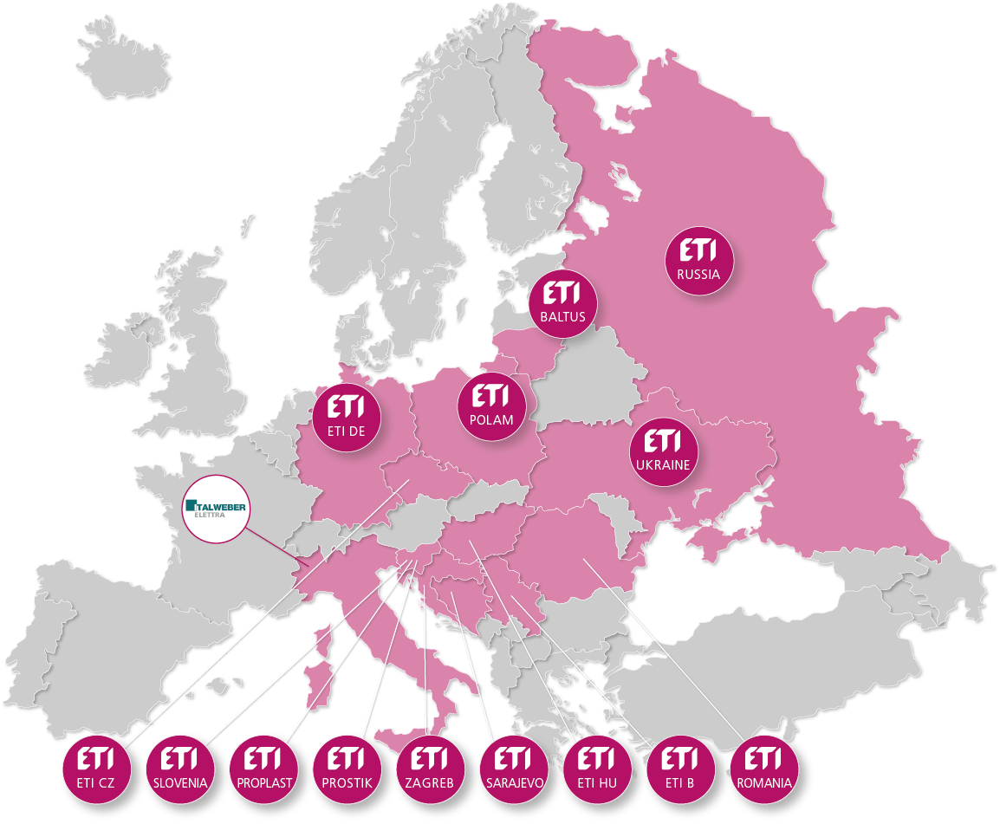 ETI
RUSSIA
ETI
BALTUS
ETI
ETI DE
ETI
POLAM
ETI
UKRAINE
ITALWEBER
ELETTRA
ETI
ETI CZ
ETI
SLOVENIA
ETI
PROPLAST
ETI
PROSTIK
ETI
ZAGREB
ETI
SARAJEVO
ETI
ETI HU
ETI
ETI B
ETI
ROMANIA